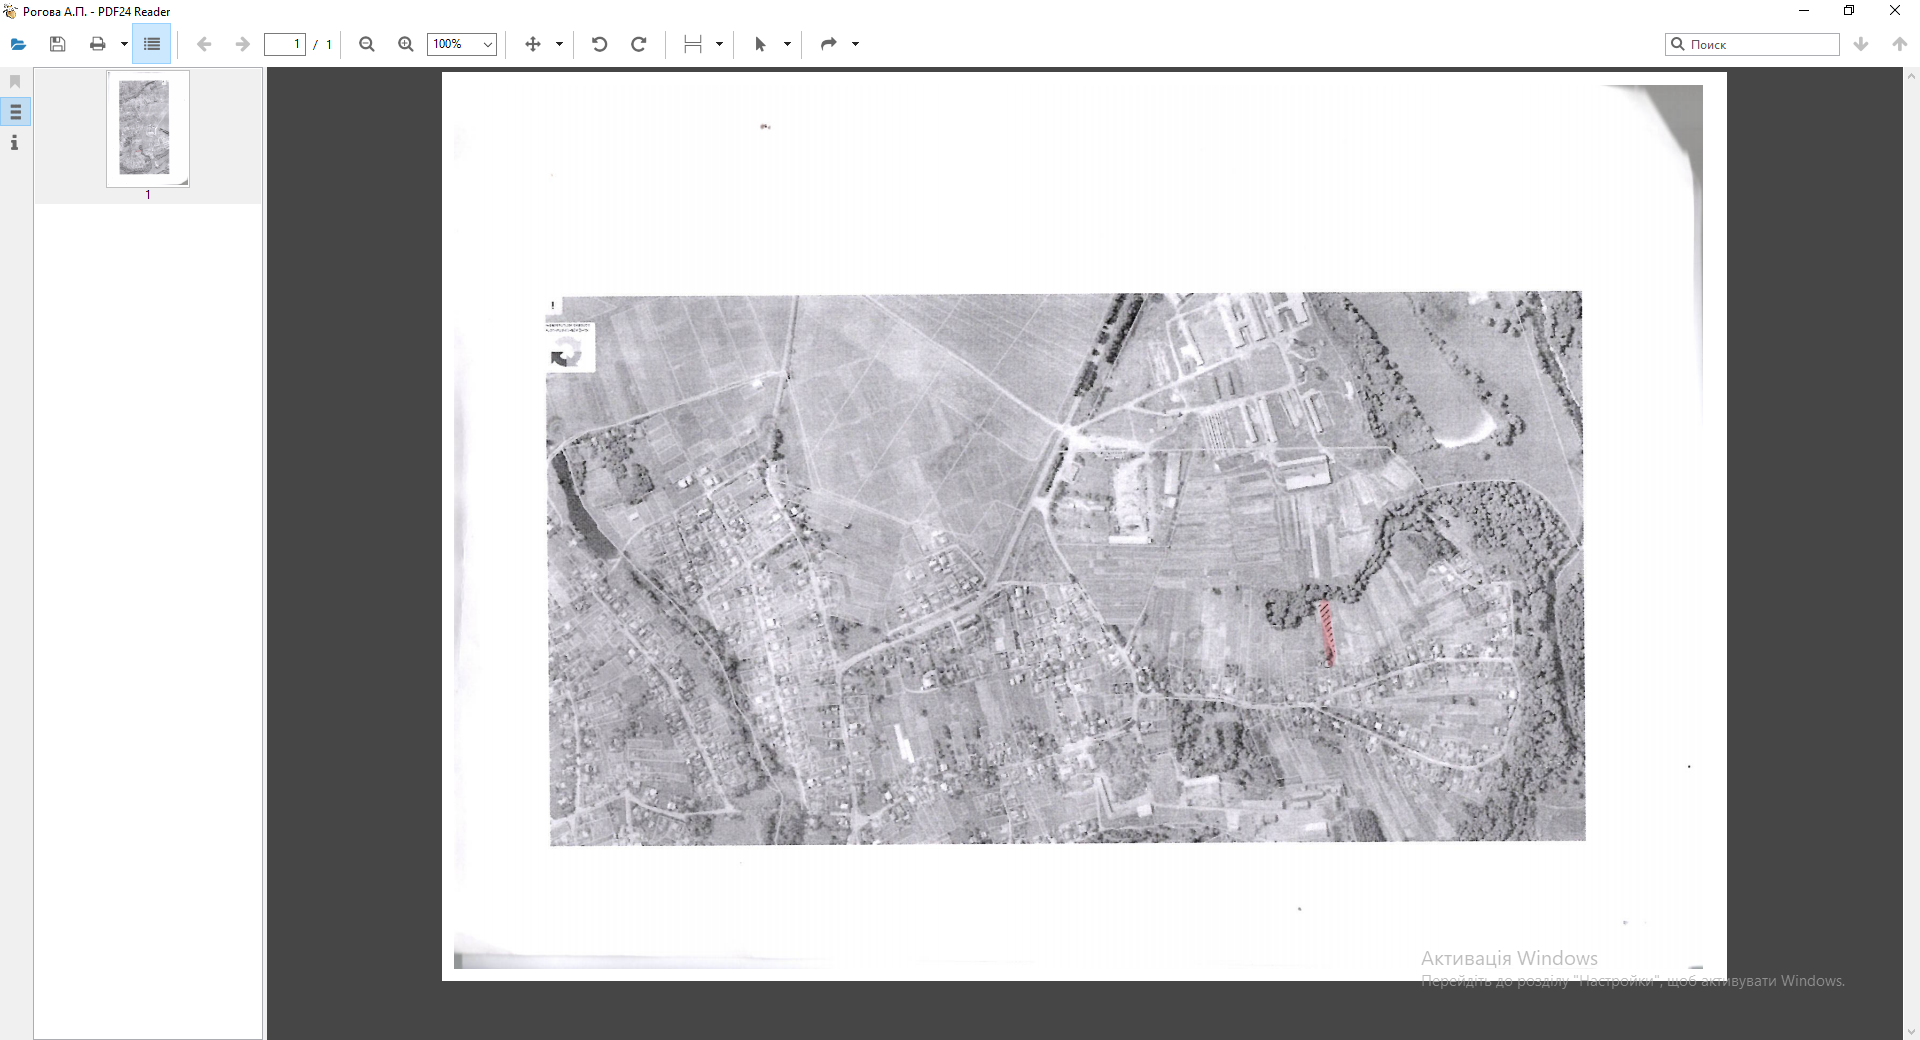 Рогова А.П. - PDF24 Reader
1 / 1
100%
Поиск
1
!
Активація Windows
Перейдіть до розділу "Настройки", щоб активувати Windows.